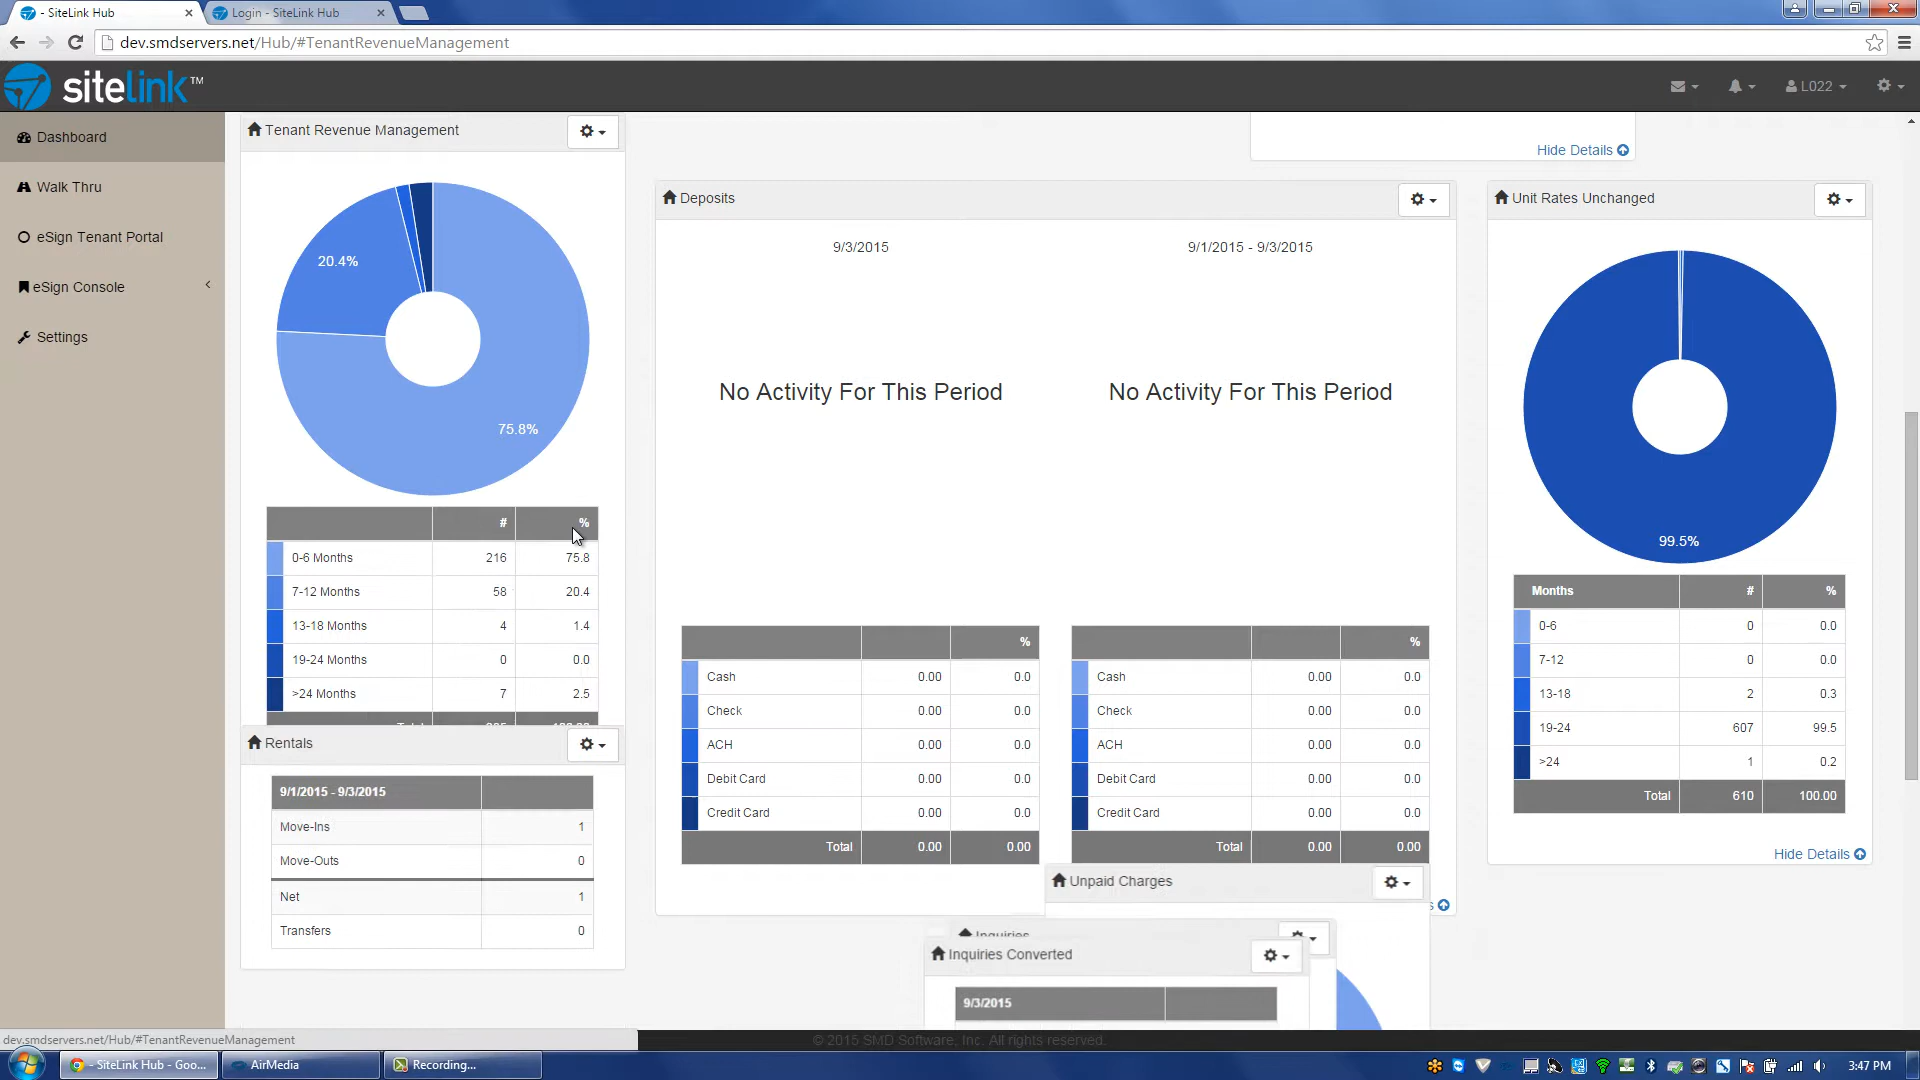 - SiteLink Hub
Login - SiteLink Hub
dev.smdservers.net/Hub/#TenantRevenueManagement
sitelink™
L022
Dashboard
Walk Thru
eSign Tenant Portal
eSign Console
Settings
Tenant Revenue Management
20.4%
75.8%
# %
0-6 Months 216 75.8
7-12 Months 58 20.4
13-18 Months 4 1.4
19-24 Months 0 0.0
>24 Months 7 2.5
Rentals
9/1/2015 - 9/3/2015
Move-Ins 1
Move-Outs 0
Net 1
Transfers 0
Hide Details
Deposits
9/3/2015
9/1/2015 - 9/3/2015
No Activity For This Period
No Activity For This Period
%
Cash 0.00 0.0
Check 0.00 0.0
ACH 0.00 0.0
Debit Card 0.00 0.0
Credit Card 0.00 0.0
Total 0.00 0.00
%
Cash 0.00 0.0
Check 0.00 0.0
ACH 0.00 0.0
Debit Card 0.00 0.0
Credit Card 0.00 0.0
Total 0.00 0.00
Unpaid Charges
Inquiries
Inquiries Converted
9/3/2015
Unit Rates Unchanged
99.5%
Months # %
0-6 0 0.0
7-12 0 0.0
13-18 2 0.3
19-24 607 99.5
>24 1 0.2
Total 610 100.00
Hide Details
dev.smdservers.net/Hub/#TenantRevenueManagement
© 2015 SMD Software, Inc. All rights reserved.
- SiteLink Hub - Goo...
AirMedia
Recording...
3:47 PM